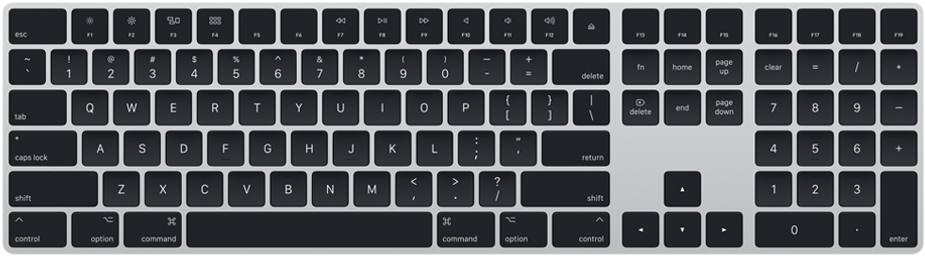 esc F1 F2 F3 F4 F5 F6 F7 F8 F9 F10 F11 F12 F13 F14 F15 F16 F17 F18 F19
~ ! @ # $ % ^ & * ( ) _ +
` 1 2 3 4 5 6 7 8 9 0 - = delete fn home page up clear = / *
tab Q W E R T Y U I O P { [ } ] | \ delete end page down 7 8 9 −
caps lock A S D F G H J K L : ; " ' return 4 5 6 +
shift Z X C V B N M < , > . ? / shift ▲ 1 2 3
^ control ⌥ option ⌘ command ⌘ command ⌥ option ^ control ◄ ▼ ► 0 . enter